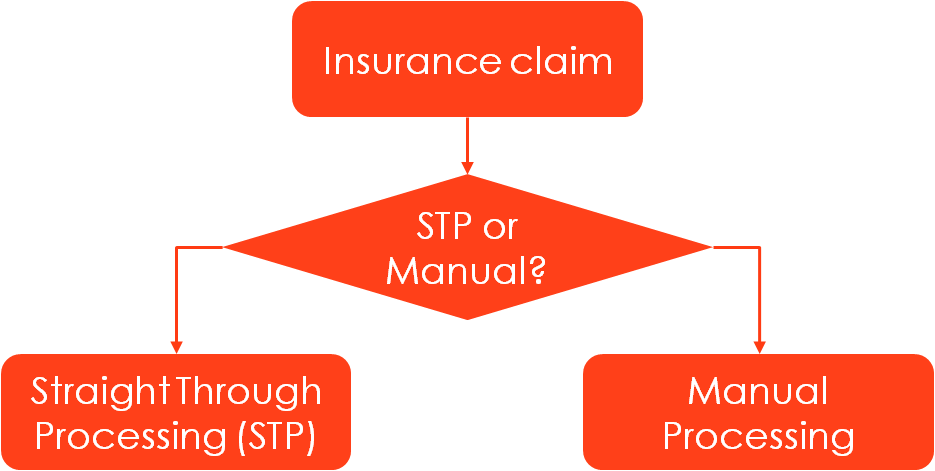 Insurance claim
STP or
Manual?
Straight Through
Processing (STP)
Manual
Processing